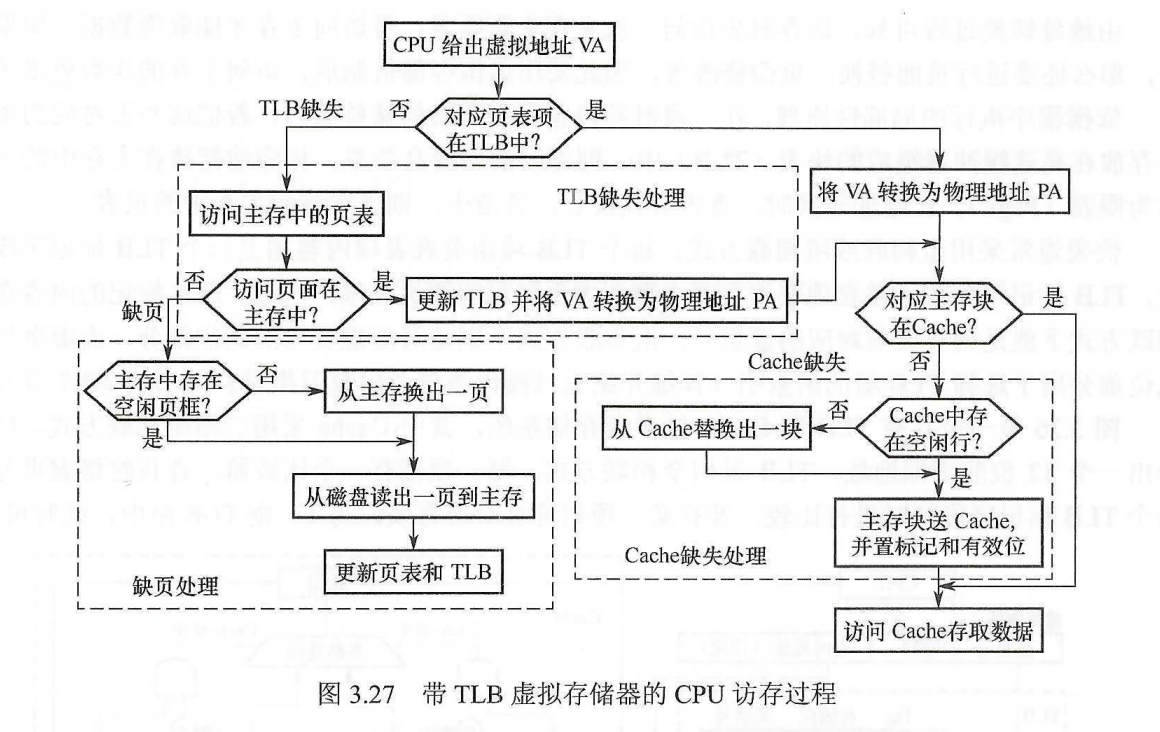 CPU 给出虚拟地址 VA
TLB缺失
否
对应页表项
在TLB中?
是
TLB缺失处理
访问主存中的页表
将 VA 转换为物理地址 PA
否
缺页
访问页面在
主存中?
是
更新 TLB 并将 VA 转换为物理地址 PA
对应主存块
在Cache?
是
Cache缺失
否
主存中存在
空闲页框?
否
是
从主存换出一页
从 Cache替换出一块
否
Cache中存
在空闲行?
是
从磁盘读出一页到主存
主存块送 Cache,
并置标记和有效位
Cache缺失处理
更新页表和 TLB
缺页处理
访问 Cache存取数据
图 3.27 带 TLB 虚拟存储器的 CPU 访存过程